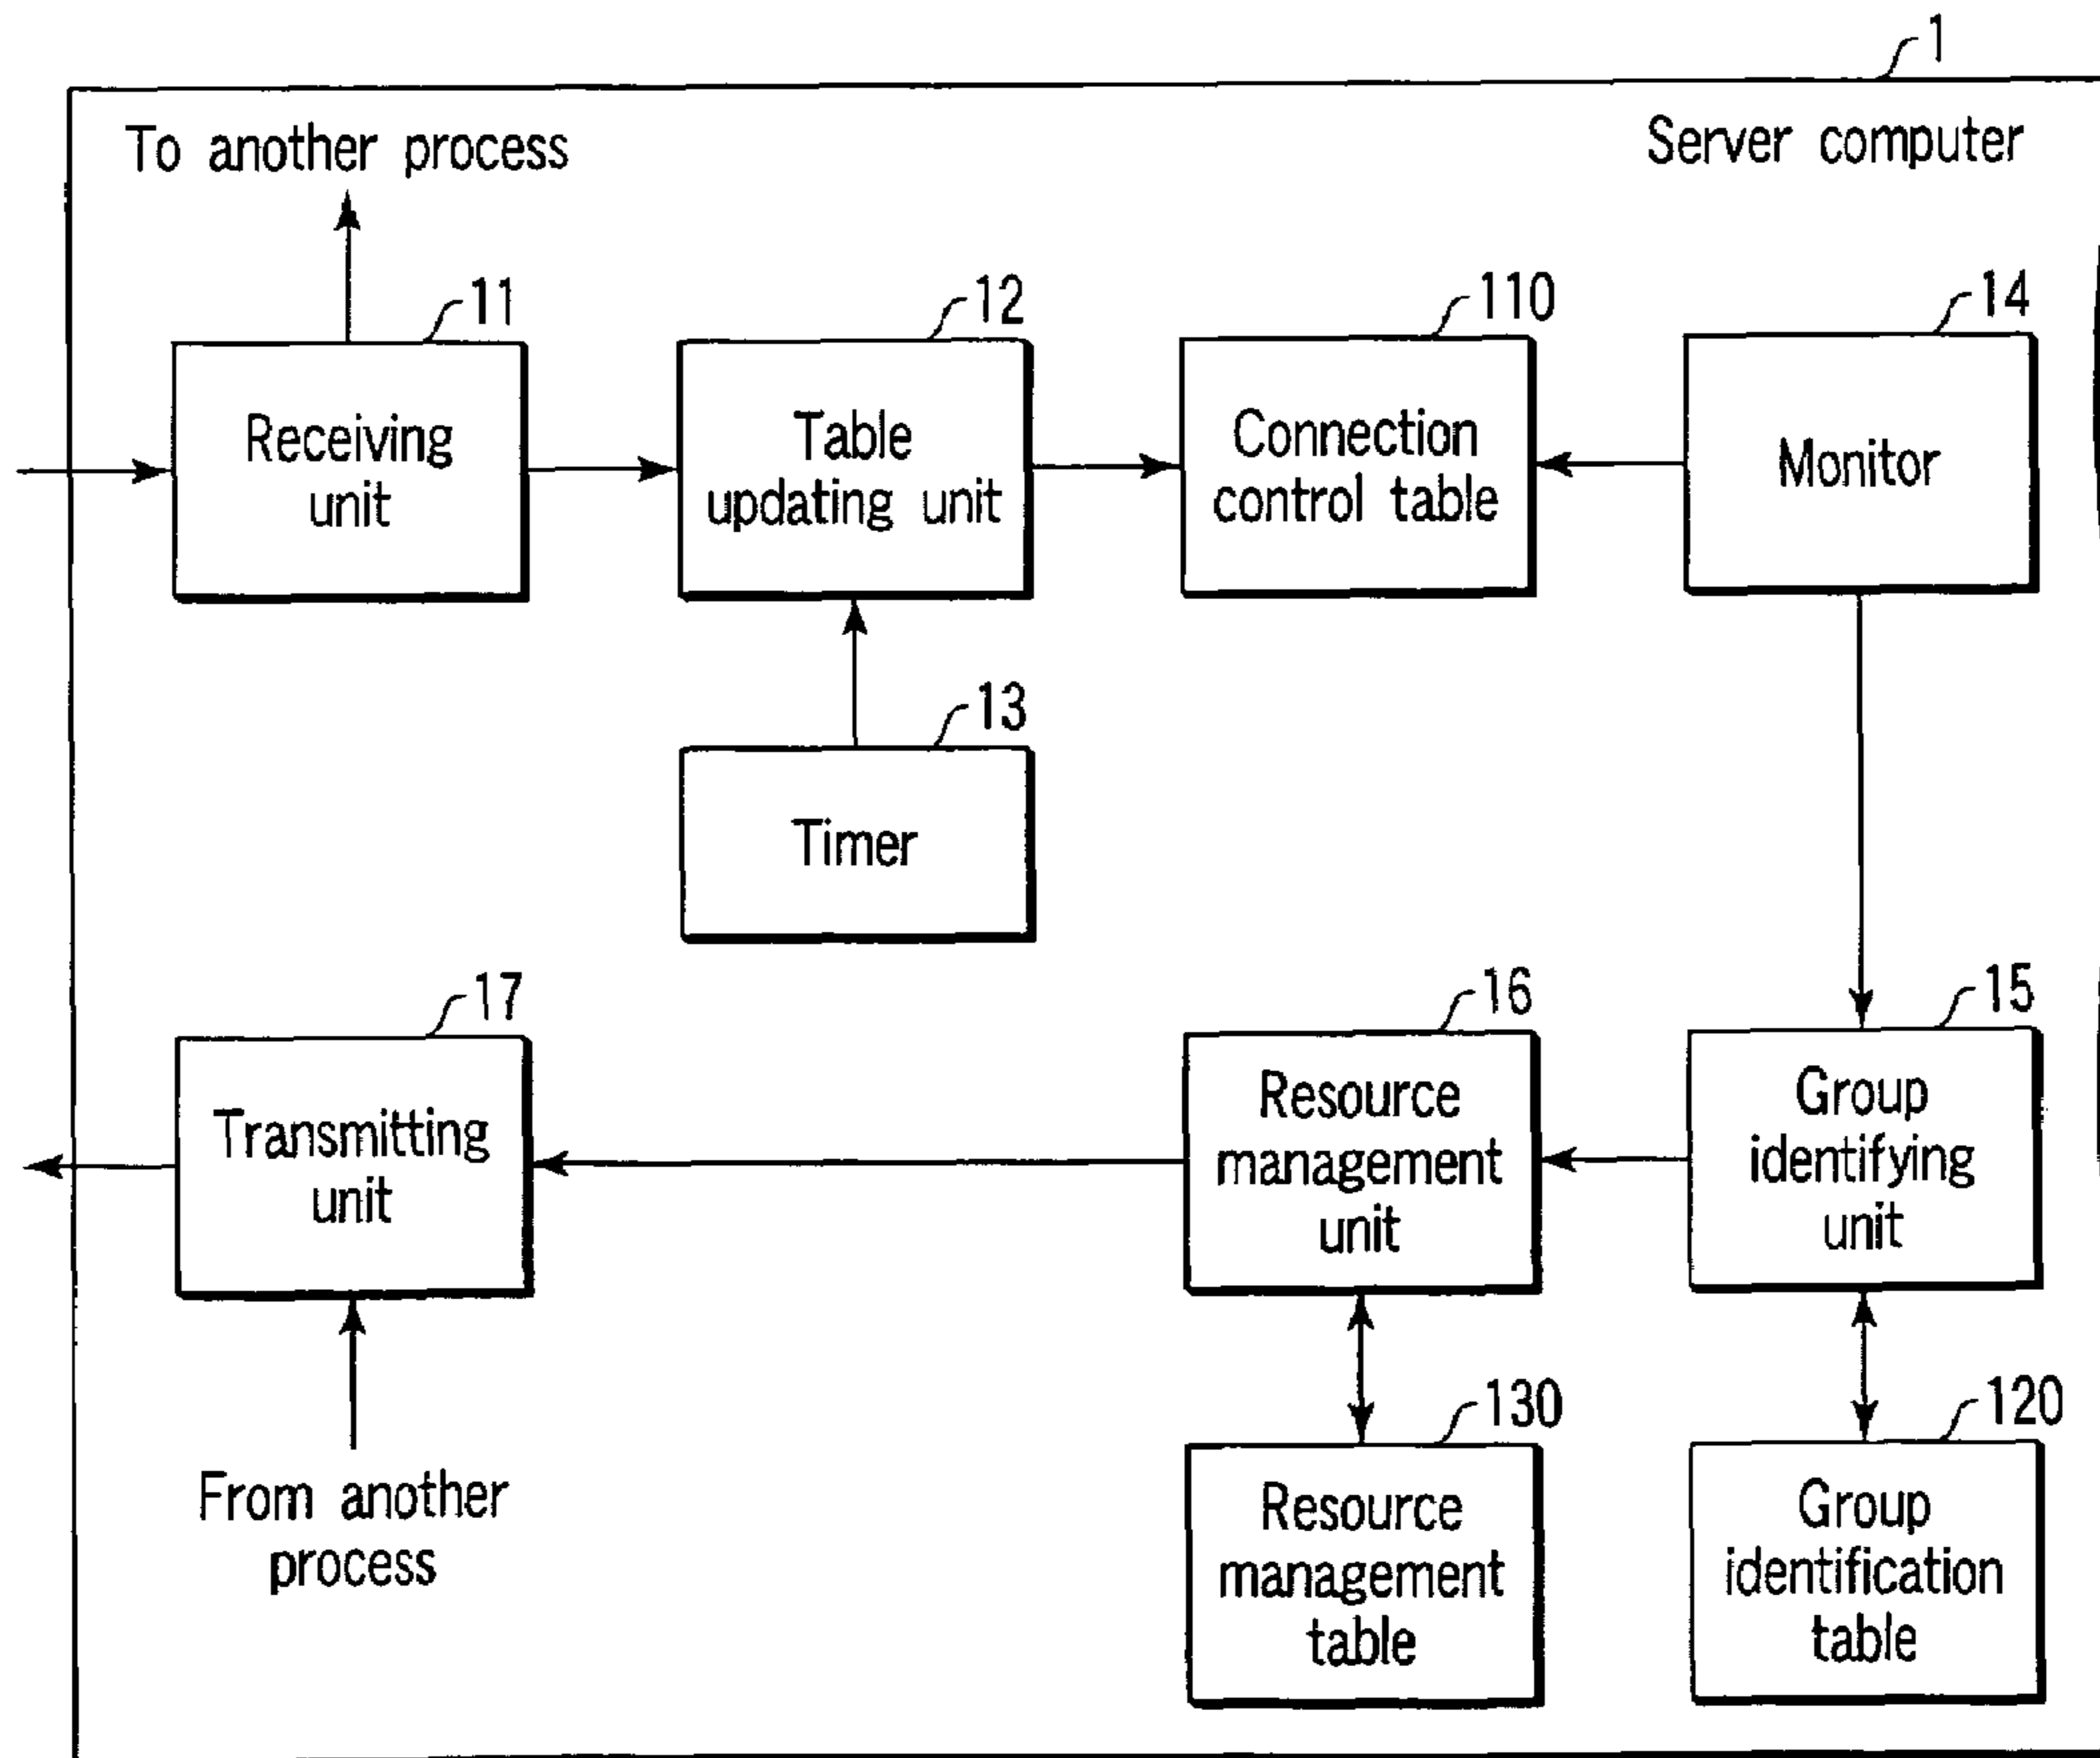 1
To another process
Server computer
11
12
110
14
Receiving
unit
Table
updating unit
Connection
control table
Monitor
13
Timer
17
16
15
Transmitting
unit
Resource
management
unit
Group
identifying
unit
130
120
From another
process
Resource
management
table
Group
identification
table